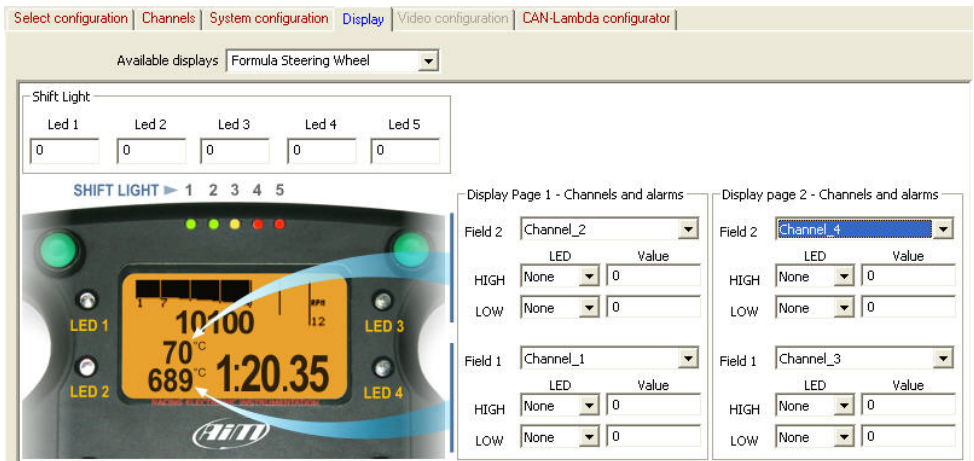 Select configuration Channels System configuration Display Video configuration CAN-Lambda configurator
Available displays Formula Steering Wheel
Shift Light
Led 1 Led 2 Led 3 Led 4 Led 5
0 0 0 0 0
SHIFT LIGHT 1 2 3 4 5
LED 1
LED 2
LED 3
LED 4
1 7
RPM
12
10100
70°C
689°C
1:20.35
AiM
Display Page 1 - Channels and alarms
Field 2 Channel_2
LED Value
HIGH None 0
LOW None 0
Field 1 Channel_1
LED Value
HIGH None 0
LOW None 0
Display page 2 - Channels and alarms
Field 2 Channel_4
LED Value
HIGH None 0
LOW None 0
Field 1 Channel_3
LED Value
HIGH None 0
LOW None 0